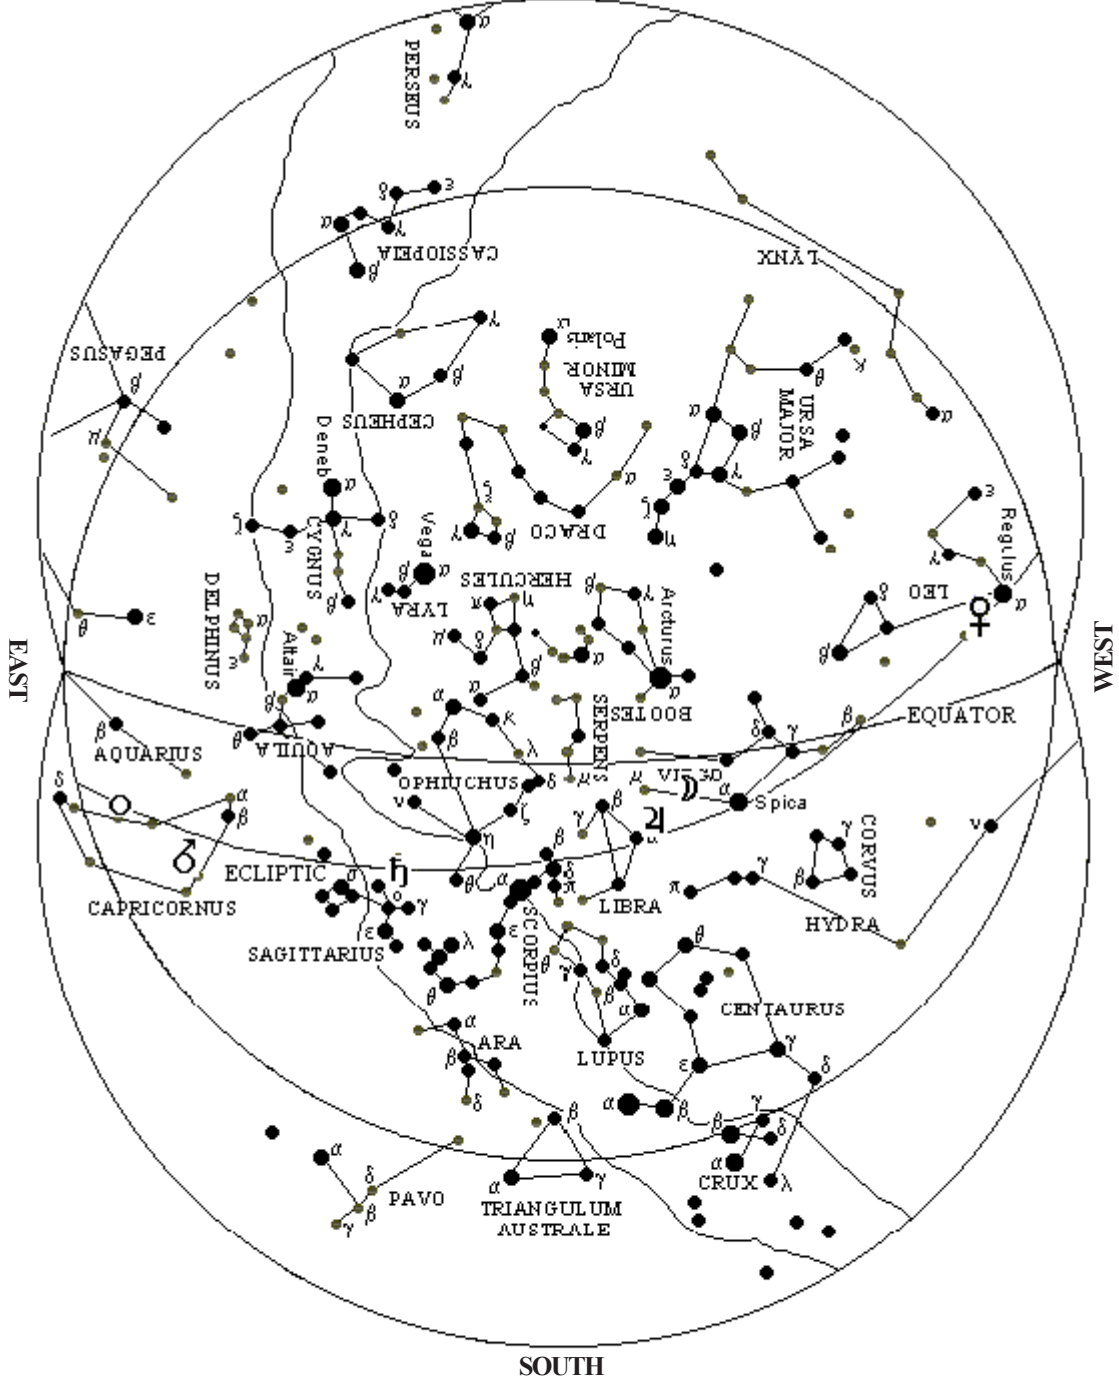 α
PERSEUS
γ
ε
δ
α
γ
CASSIOPEIA
β
LYNX
γ
α
Polaris
PEGASUS
β
μ
α
β
CEPHEUS
URSA
MINOR
β
γ
κ
θ
URSA
MAJOR
α
β
α
δ
γ
ε
ζ
η
α
DRACO
ξ
γ
β
Deneb
α
γ
δ
ε
ζ
CYGNUS
β
Vega
α
β
γ
LYRA
HERCULES
π
η
μ
δ
β
α
α
β
γ
Arcturus
α
BOOTES
ε
γ
Regulus
α
♀
LEO
δ
β
θ
ε
DELPHINUS
α
ε
Altair
γ
α
β
θ
AQUILA
EAST
WEST
β
AQUARIUS
α
κ
β
λ
OPHIUCHUS
δ
ν
ζ
η
θ
SERPENS
μ
EQUATOR
β
γ
δ
VIRGO
μ
☽
α
Spica
♃
β
γ
α
LIBRA
δ
α
β
♂
CAPRICORNUS
ECLIPTIC
♄
σ
ο
γ
ε
SAGITTARIUS
β
δ
π
α
SCORPIUS
ε
λ
θ
γ
β
CORVUS
ν
π
γ
HYDRA
θ
CENTAURUS
γ
δ
ε
α
β
θ
γ
δ
β
α
LUPUS
α
ARA
β
δ
γ
β
δ
α
CRUX
λ
β
α
γ
TRIANGULUM
AUSTRALE
α
δ
β
γ
PAVO
SOUTH